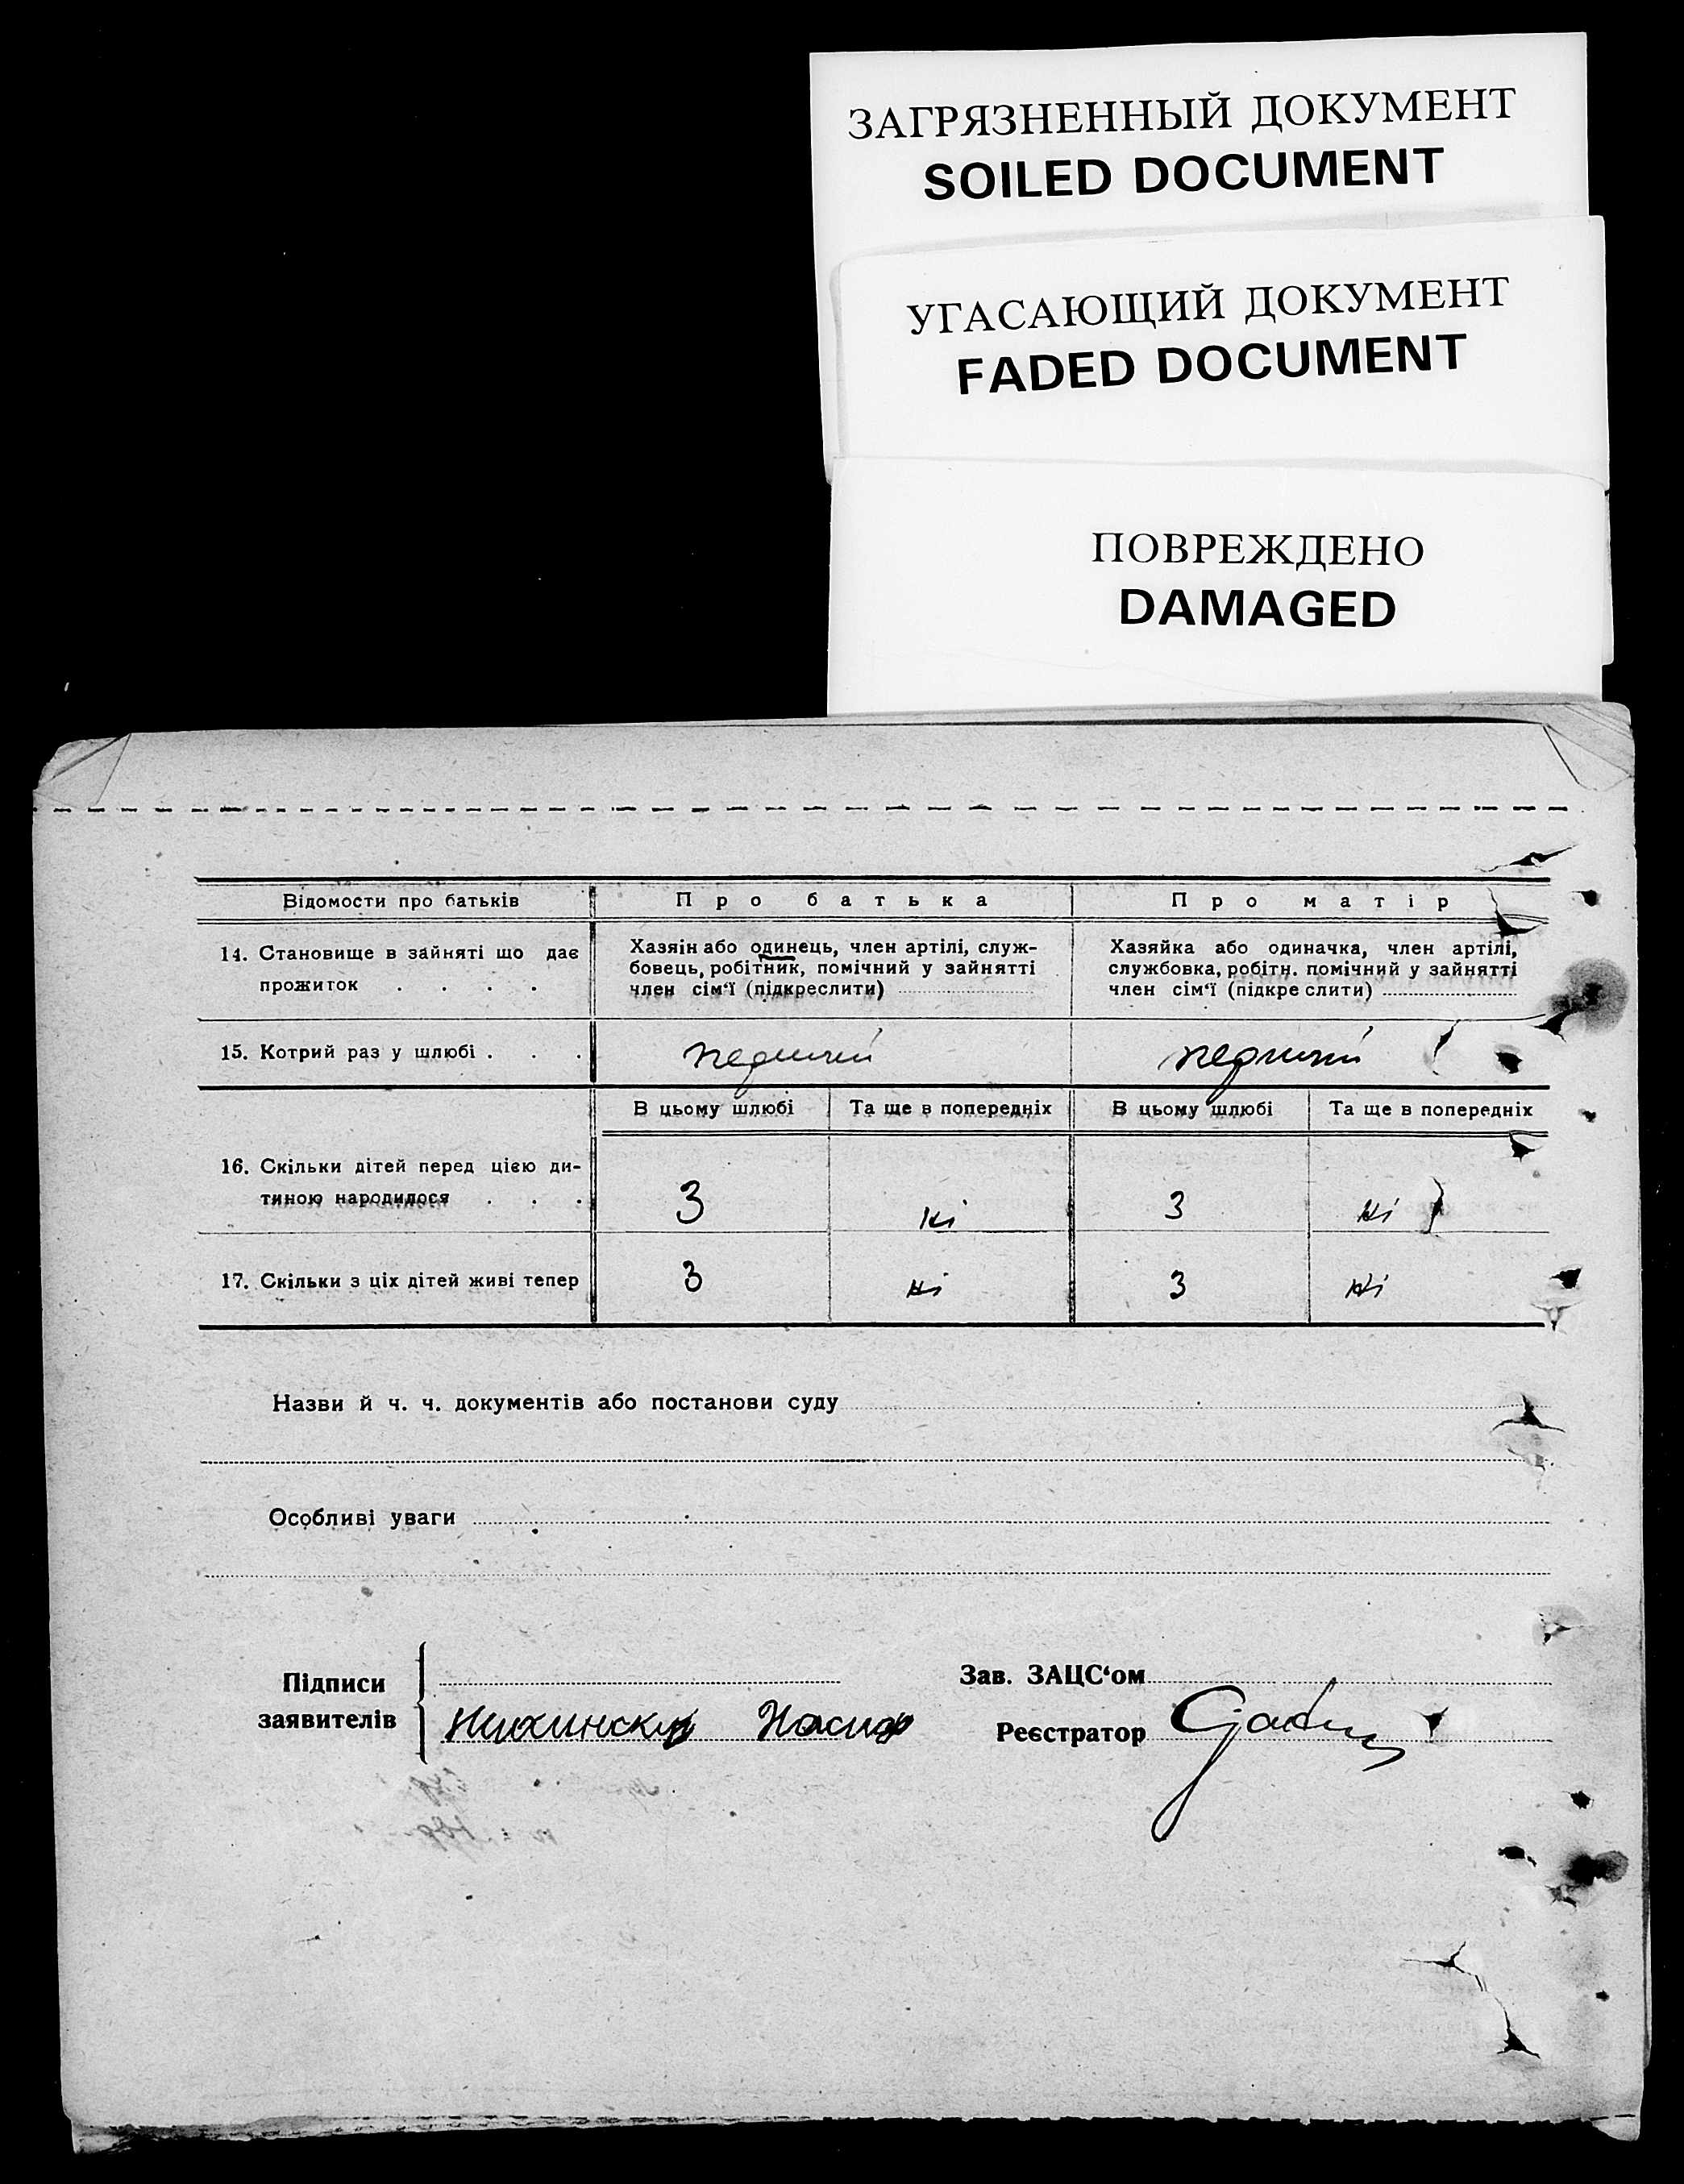 ЗАГРЯЗНЕННЫЙ ДОКУМЕНТ
SOILED DOCUMENT
УГАСАЮЩИЙ ДОКУМЕНТ
FADED DOCUMENT
ПОВРЕЖДЕНО
DAMAGED
Відомости про батьків Про батька Про матір
14. Становище в зайняті що дає прожиток . . . .
Хазяін або одинець, член артілі, служ-
бовець, робітник, помічний у зайнятті
член сім‘ї (підкреслити)
Хазяйка або одиначка, член артілі,
службовка, робітн. помічний у зайнятті
член сім‘ї (підкреслити)
15. Котрий раз у шлюбі . . .
В цьому шлюбі Та ще в попередніх В цьому шлюбі Та ще в попередніх
16. Скільки дітей перед цією ди-
тиною народилося . . . 3 ні 3 ні
17. Скільки з ціх дітей живі тепер 3 ні 3 ні
Назви й ч. ч. документів або постанови суду
Особливі уваги
Підписи
заявителів
Зав. ЗАЦС‘ом
Реєстратор